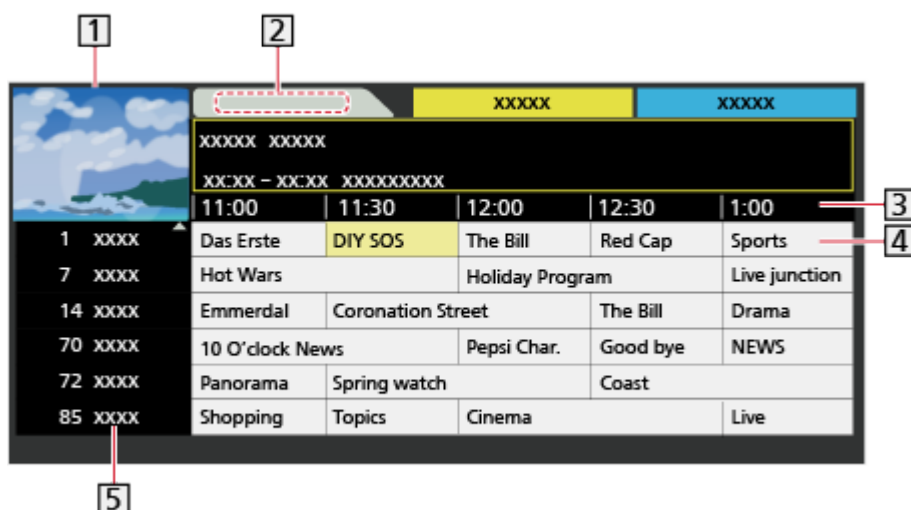 1 2
XXXXX XXXXX
XXXXX XXXXX
XX:XX – XX:XX XXXXXXXXX
11:00 11:30 12:00 12:30 1:00 3
1 XXXX Das Erste DIY SOS The Bill Red Cap Sports 4
7 XXXX Hot Wars Holiday Program Live junction
14 XXXX Emmerdal Coronation Street The Bill Drama
70 XXXX 10 O'clock News Pepsi Char. Good bye NEWS
72 XXXX Panorama Spring watch Coast
85 XXXX Shopping Topics Cinema Live
5